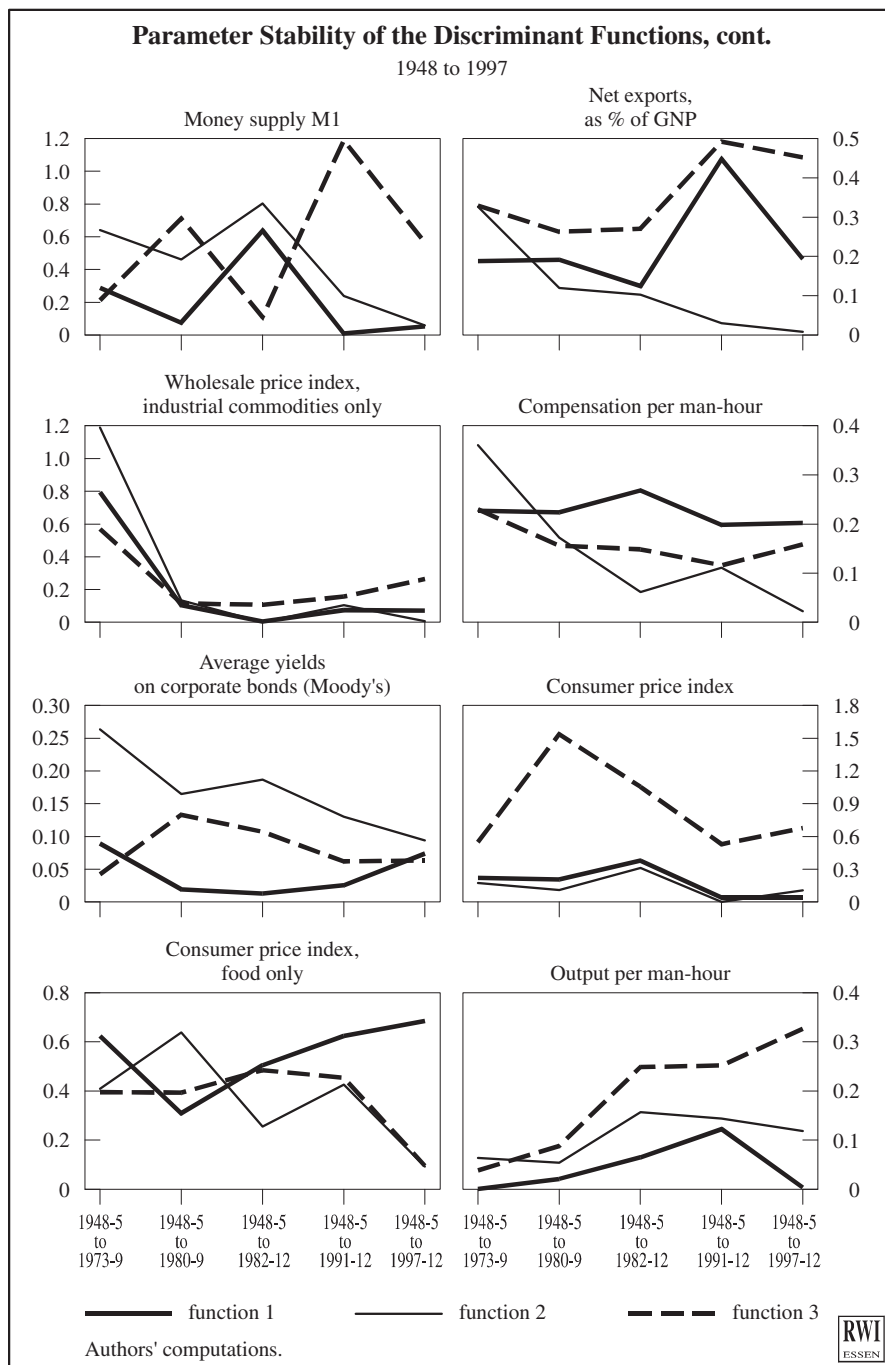 Parameter Stability of the Discriminant Functions, cont.
1948 to 1997
Money supply M1
1.2
1.0
0.8
0.6
0.4
0.2
0
Net exports,
as % of GNP
0.5
0.4
0.3
0.2
0.1
0
Wholesale price index,
industrial commodities only
1.2
1.0
0.8
0.6
0.4
0.2
0
Compensation per man-hour
0.4
0.3
0.2
0.1
0
Average yields
on corporate bonds (Moody's)
0.30
0.25
0.20
0.15
0.10
0.05
0
Consumer price index
1.8
1.5
1.2
0.9
0.6
0.3
0
Consumer price index,
food only
0.8
0.6
0.4
0.2
0
1948-5
to
1973-9
1948-5
to
1980-9
1948-5
to
1982-12
1948-5
to
1991-12
1948-5
to
1997-12
Output per man-hour
0.4
0.3
0.2
0.1
0
1948-5
to
1973-9
1948-5
to
1980-9
1948-5
to
1982-12
1948-5
to
1991-12
1948-5
to
1997-12
function 1
function 2
function 3
Authors' computations.
RWI
ESSEN